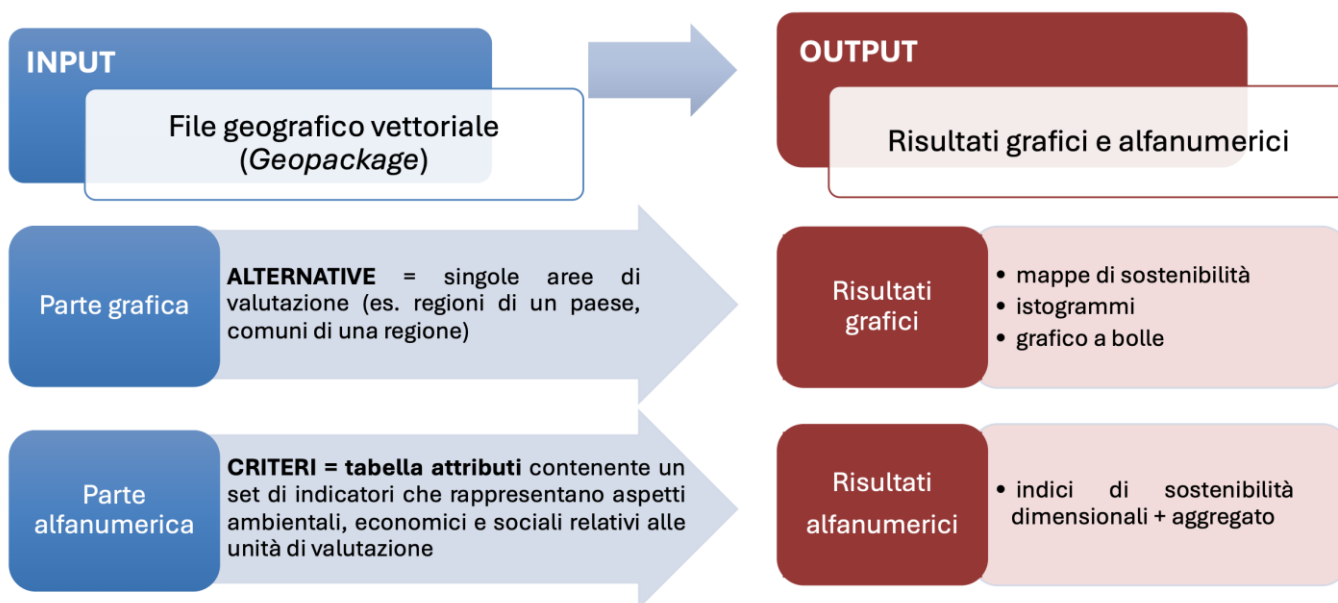 INPUT
File geografico vettoriale
(Geopackage)
OUTPUT
Risultati grafici e alfanumerici
Parte grafica
ALTERNATIVE = singole aree di
valutazione (es. regioni di un paese,
comuni di una regione)
Risultati
grafici
• mappe di sostenibilità
• istogrammi
• grafico a bolle
Parte
alfanumerica
CRITERI = tabella attributi contenente un
set di indicatori che rappresentano aspetti
ambientali, economici e sociali relativi alle
unità di valutazione
Risultati
alfanumerici
• indici di sostenibilità
dimensionali + aggregato